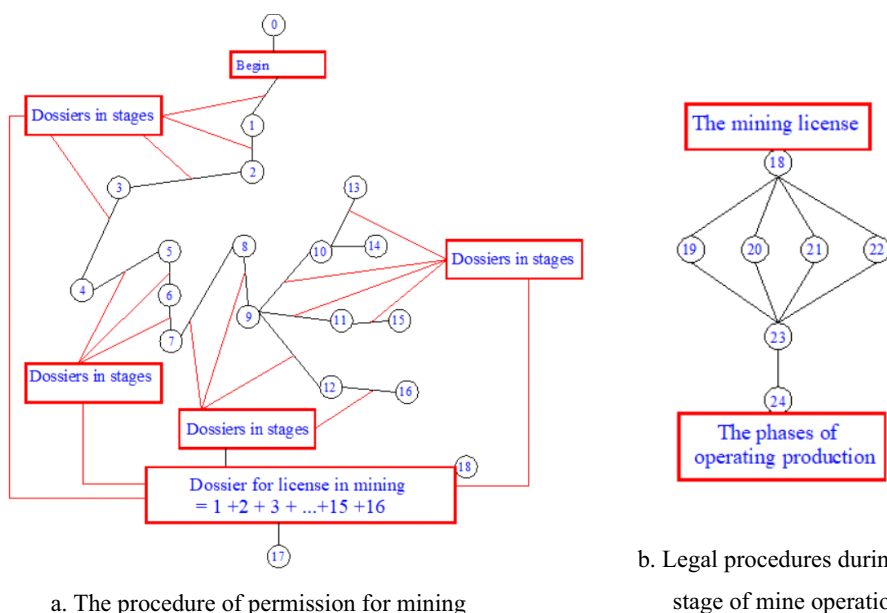 0
Begin
Dossiers in stages
1
2
3
13
8
10
14
5
Dossiers in stages
4
6
9
11
15
7
Dossiers in stages
12
16
Dossiers in stages
18
Dossier for license in mining
= 1 +2 + 3 + ...+15 +16
17
a. The procedure of permission for mining
The mining license
18
19
20
21
22
23
24
The phases of
operating production
b. Legal procedures durin
stage of mine operatio